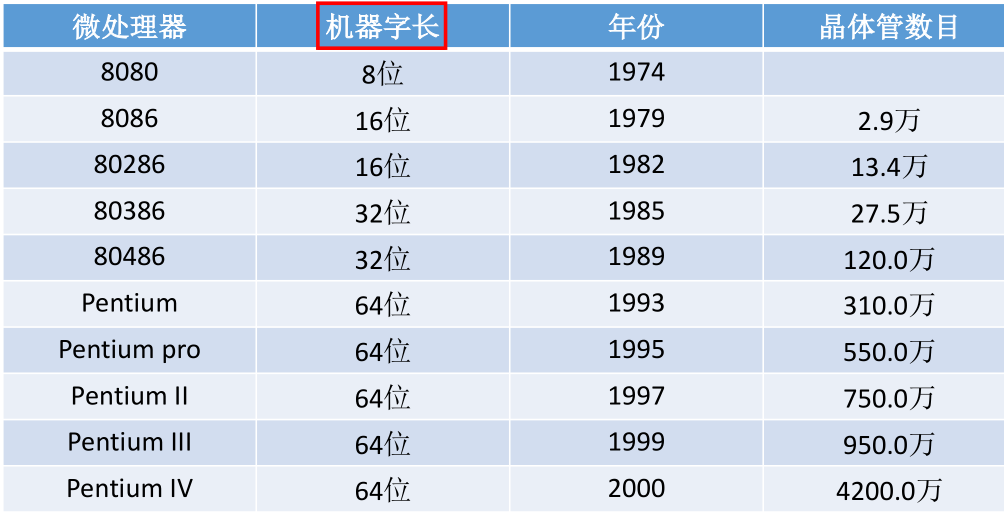 微处理器 机器字长 年份 晶体管数目
8080 8位 1974
8086 16位 1979 2.9万
80286 16位 1982 13.4万
80386 32位 1985 27.5万
80486 32位 1989 120.0万
Pentium 64位 1993 310.0万
Pentium pro 64位 1995 550.0万
Pentium II 64位 1997 750.0万
Pentium III 64位 1999 950.0万
Pentium IV 64位 2000 4200.0万